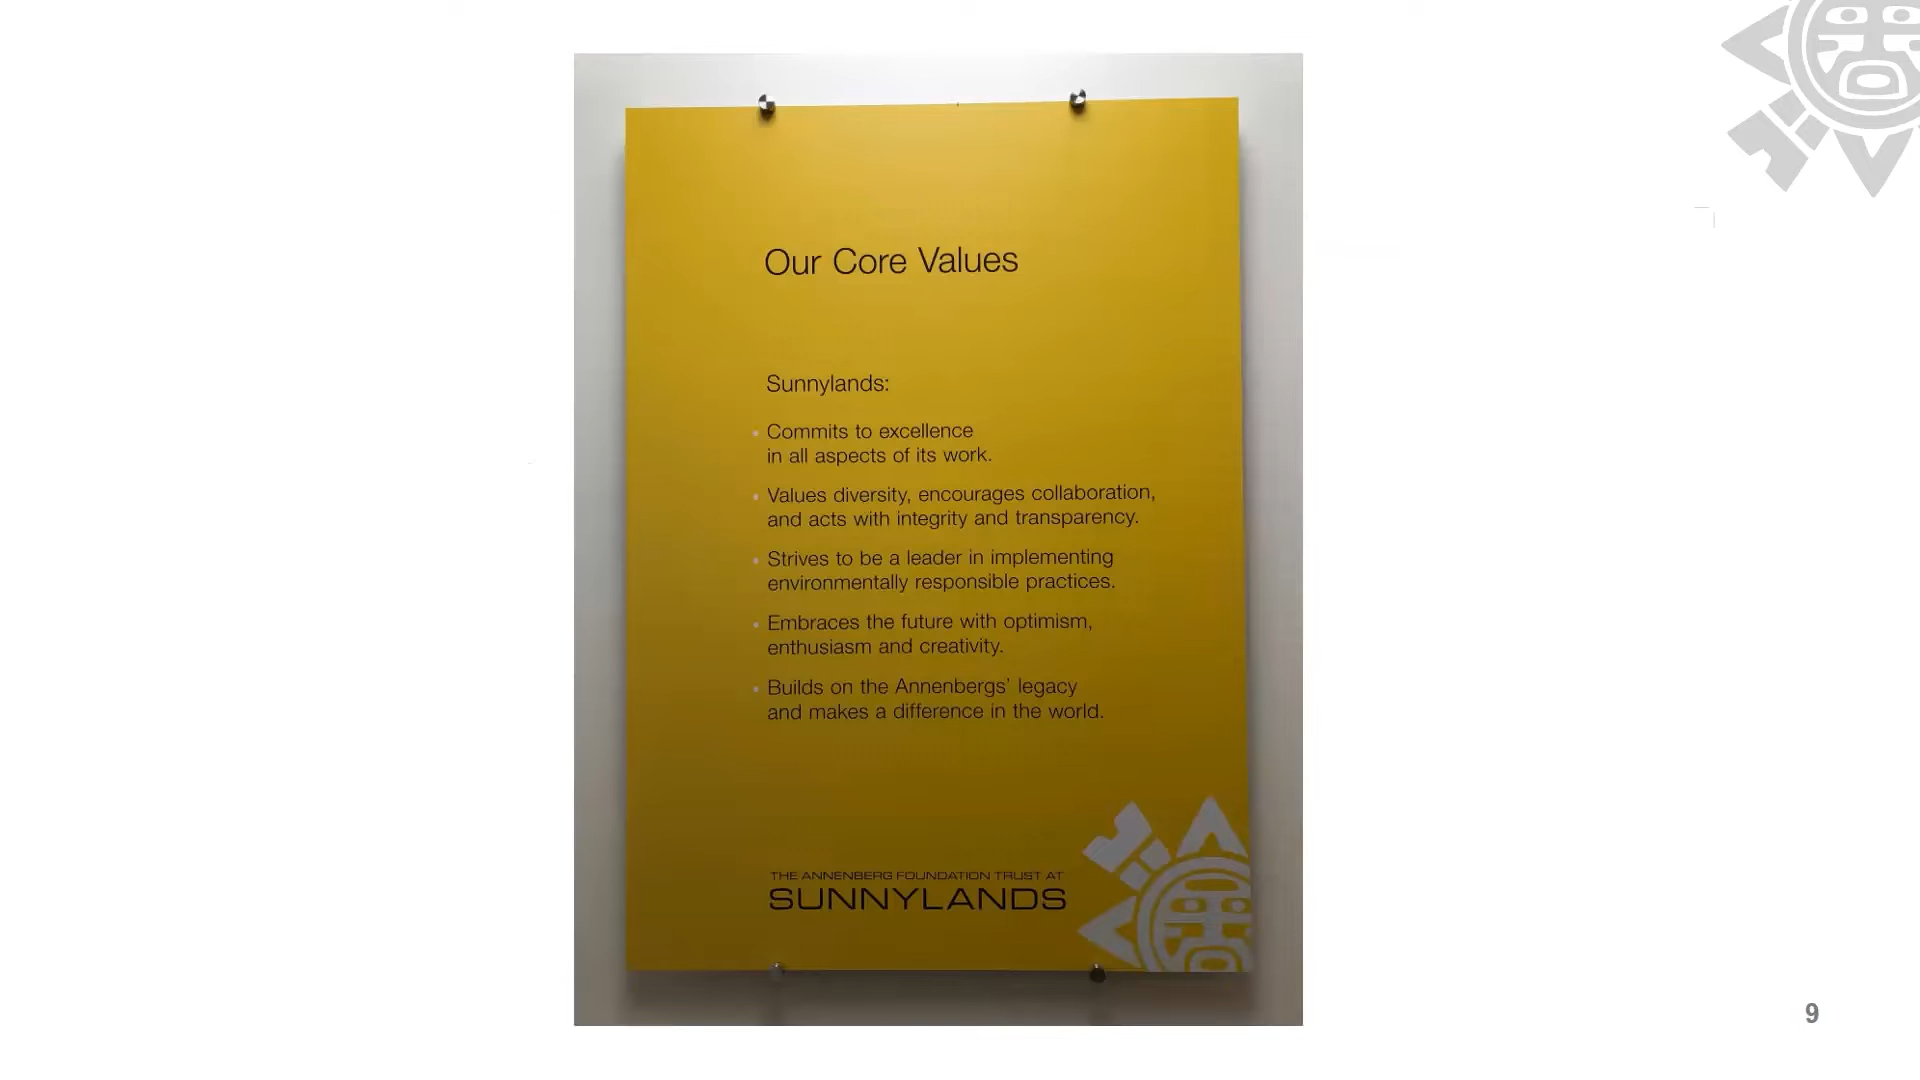 Our Core Values
Sunnylands:
• Commits to excellence
in all aspects of its work.
• Values diversity, encourages collaboration,
and acts with integrity and transparency.
• Strives to be a leader in implementing
environmentally responsible practices.
• Embraces the future with optimism,
enthusiasm and creativity.
• Builds on the Annenbergs’ legacy
and makes a difference in the world.
THE ANNENBERG FOUNDATION TRUST AT
SUNNYLANDS
9